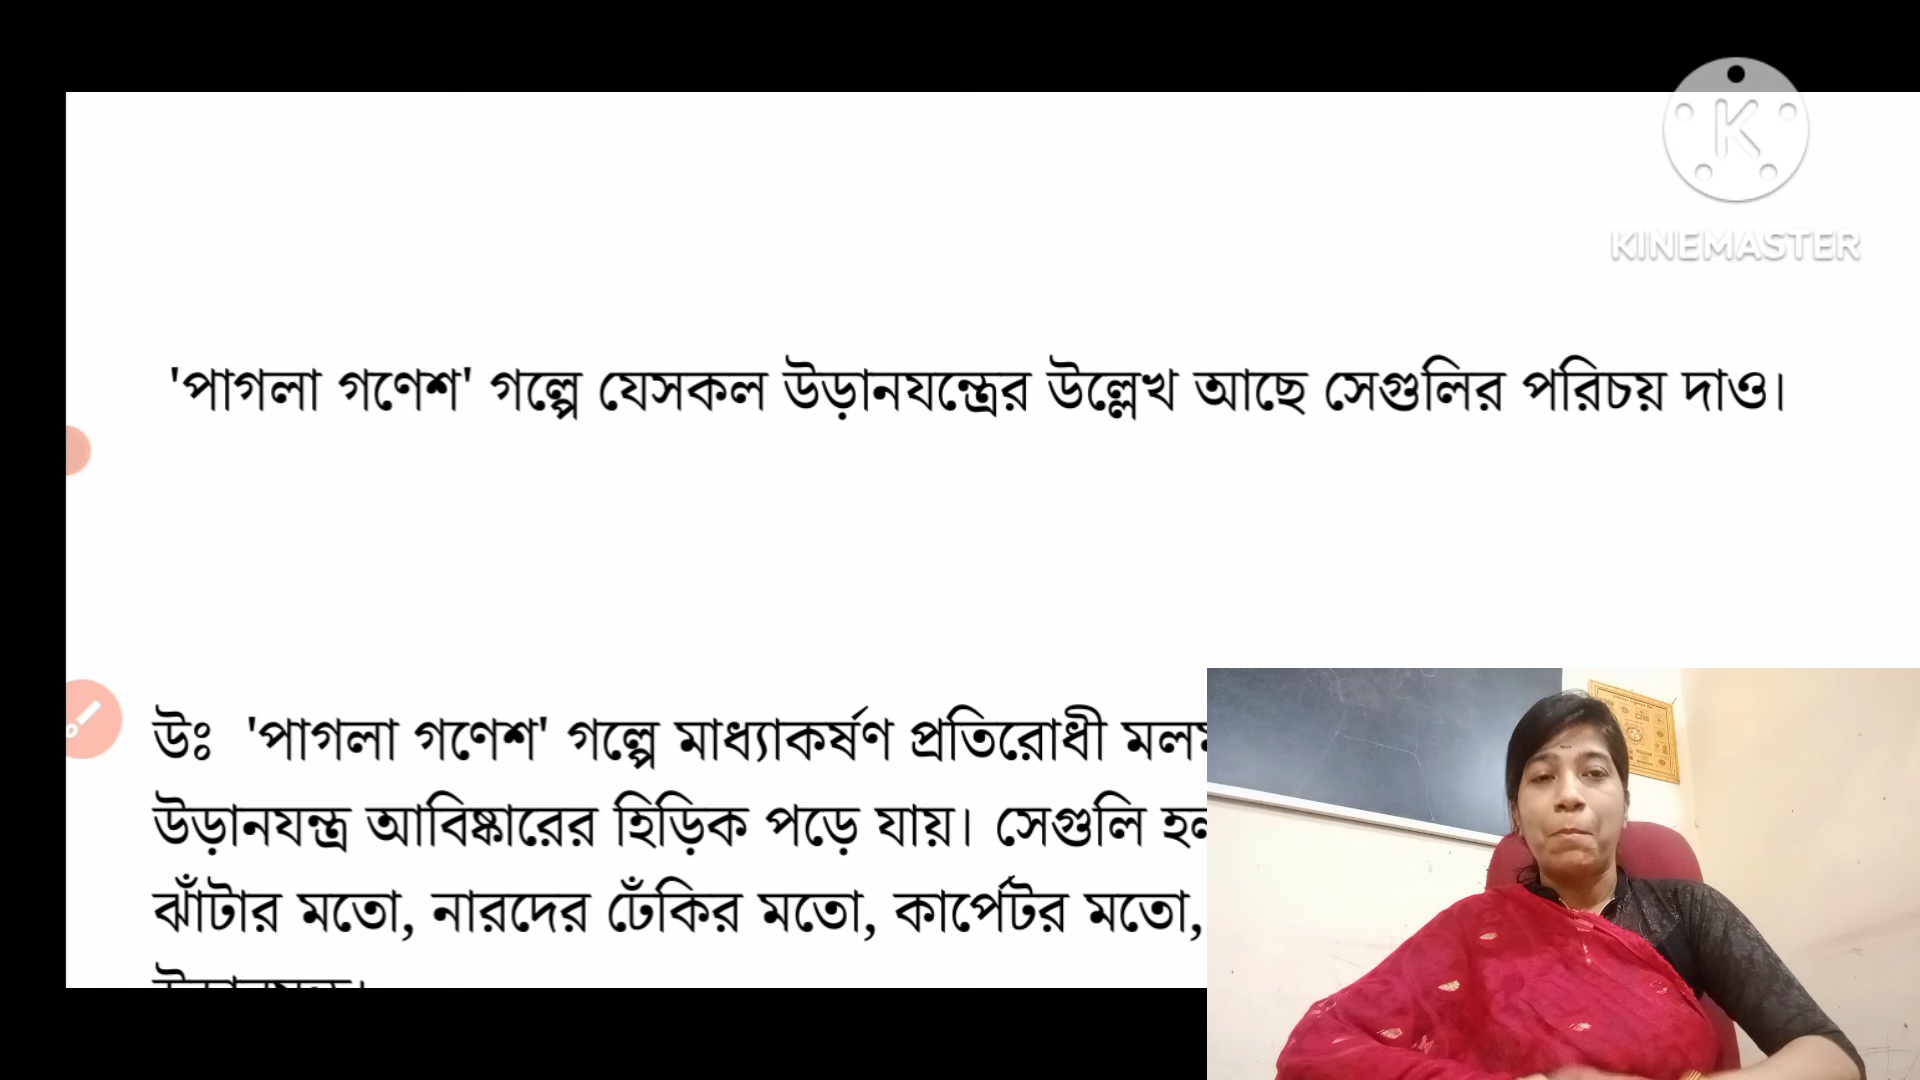 KINEMASTER
'পাগলা গণেশ' গল্পে যেসকল উড়ানযন্ত্রের উল্লেখ আছে সেগুলির পরিচয় দাও।
উঃ 'পাগলা গণেশ' গল্পে মাধ্যাকর্ষণ প্রতিরোধী
উড়ানযন্ত্র আবিষ্কারের হিড়িক পড়ে যায়। সেগুলি
ঝাঁটার মতো, নারদের ঢেঁকির মতো, কার্পেটর মতো,